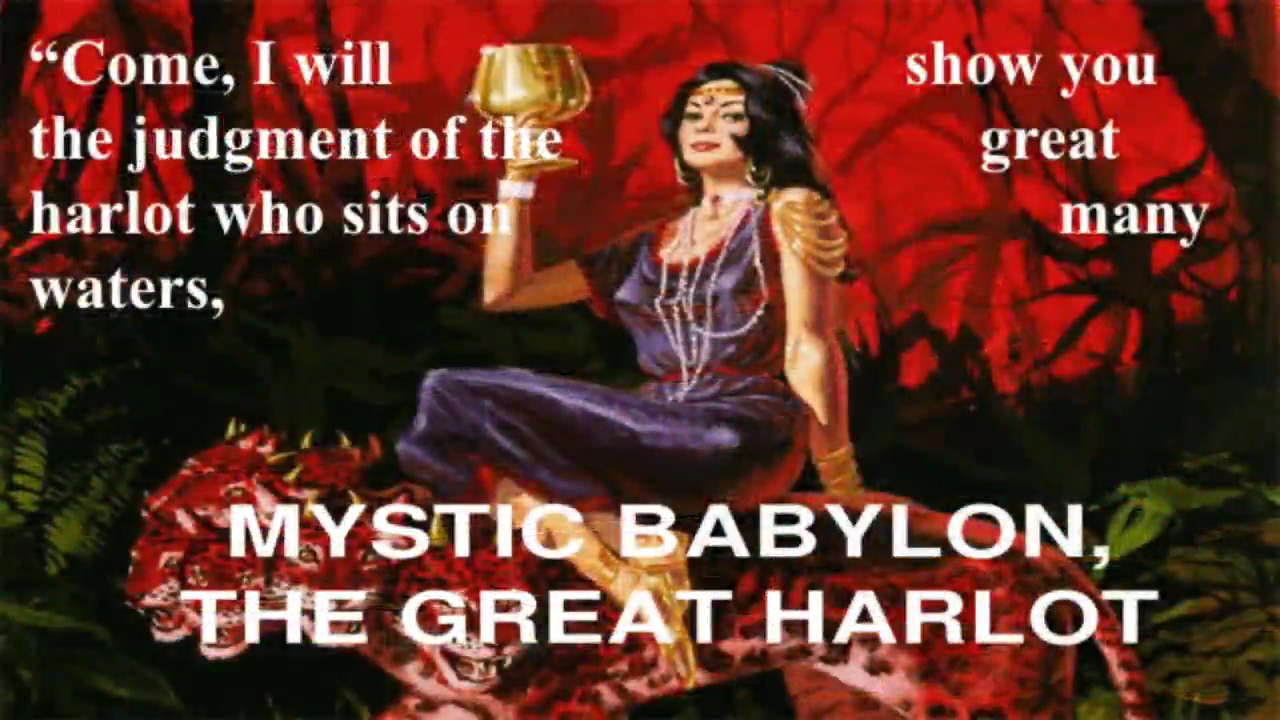 “Come, I will show you
the judgment of the great
harlot who sits on many
waters,
MYSTIC BABYLON,
THE GREAT HARLOT